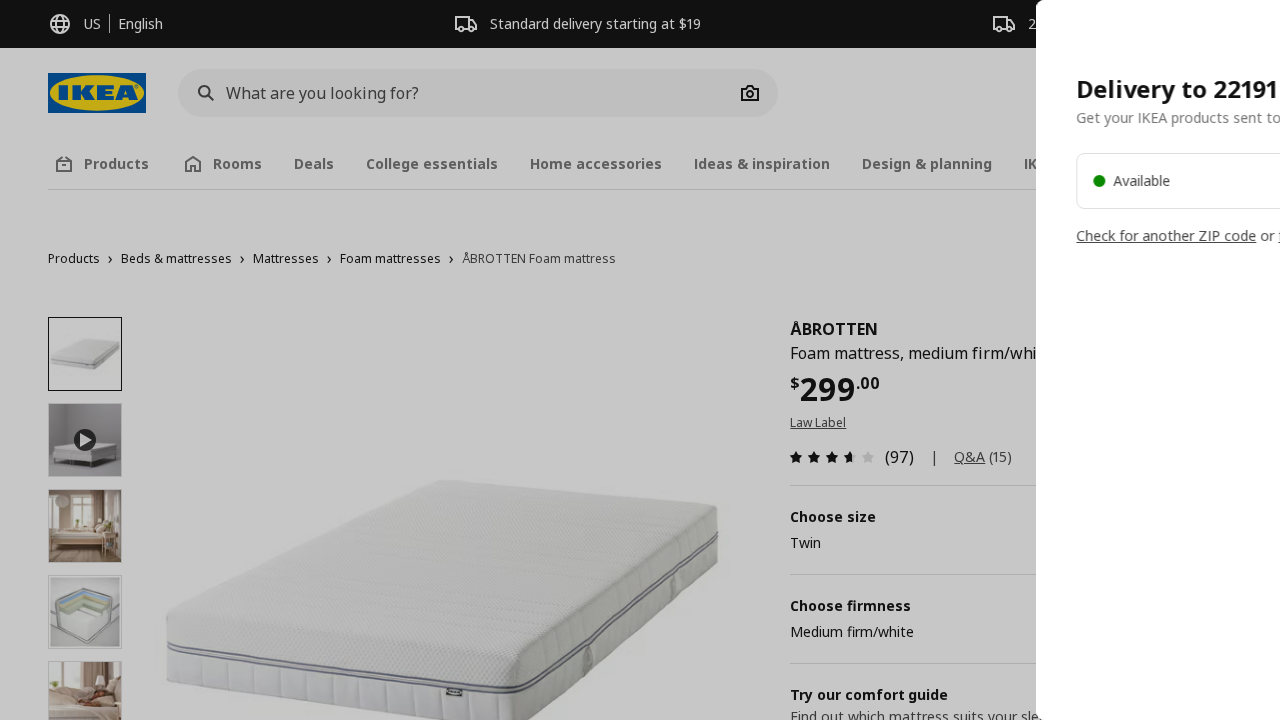 US
English
Standard delivery starting at $19
2
IKEA
What are you looking for?
Products
Rooms
Deals
College essentials
Home accessories
Ideas & inspiration
Design & planning
IK
Products › Beds & mattresses › Mattresses › Foam mattresses › ÅBROTTEN Foam mattress
ÅBROTTEN
Foam mattress, medium firm/whi
$299.00
Law Label
(97) | Q&A (15)
Choose size
Twin
Choose firmness
Medium firm/white
Try our comfort guide
Find out which mattress suits your sle
Delivery to 22191
Get your IKEA products sent to
Available
Check for another ZIP code or